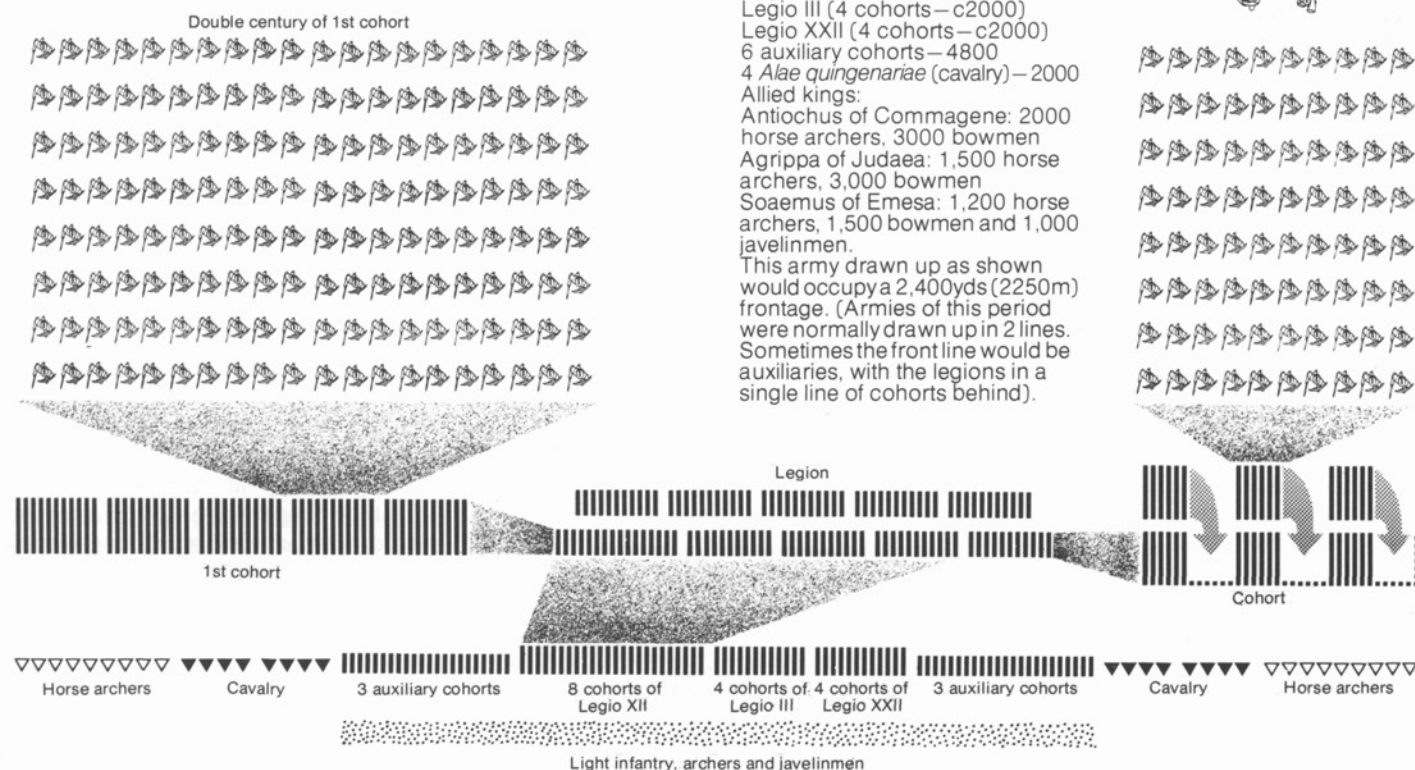 Double century of 1st cohort
Legio III (4 cohorts—c2000)
Legio XXII (4 cohorts—c2000)
6 auxiliary cohorts—4800
4 Alae quingenariae (cavalry)—2000
Allied kings:
Antiochus of Commagene: 2000
horse archers, 3000 bowmen
Agrippa of Judaea: 1,500 horse
archers, 3,000 bowmen
Soaemus of Emesa: 1,200 horse
archers, 1,500 bowmen and 1,000
javelinmen.
This army drawn up as shown
would occupy a 2,400yds (2250m)
frontage. (Armies of this period
were normally drawn up in 2 lines.
Sometimes the front line would be
auxiliaries, with the legions in a
single line of cohorts behind).
Legion
1st cohort
Cohort
Horse archers
Cavalry
3 auxiliary cohorts
8 cohorts of
Legio XII
4 cohorts of
Legio III
4 cohorts of
Legio XXII
3 auxiliary cohorts
Cavalry
Horse archers
Light infantry, archers and javelinmen